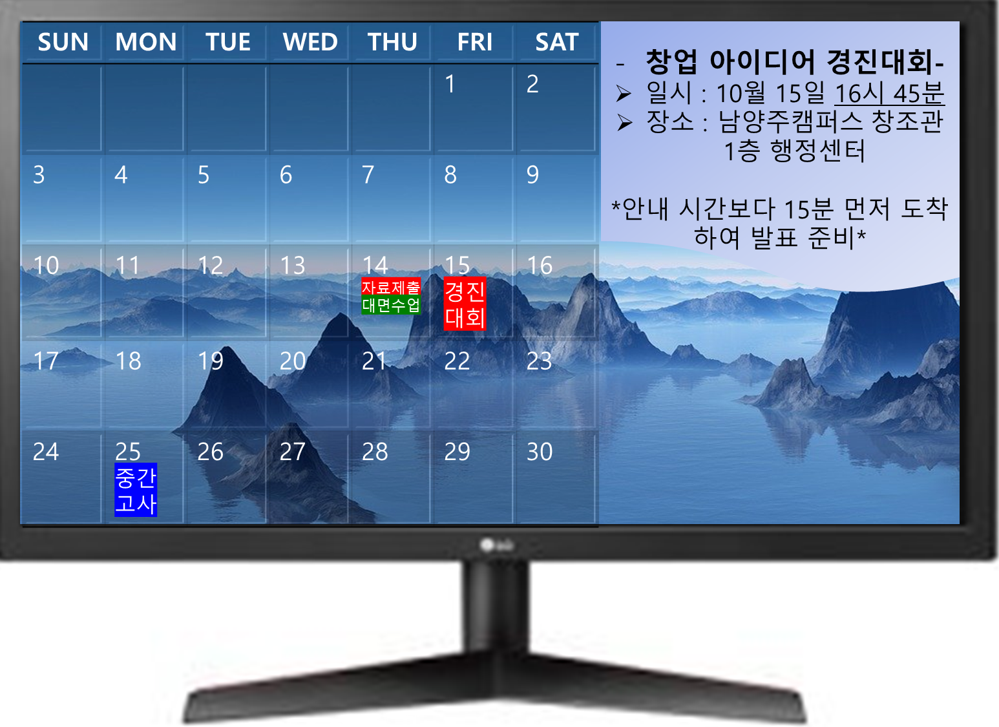 SUN MON TUE WED THU FRI SAT
1 2
3 4 5 6 7 8 9
10 11 12 13 14 15 16
자료제출
대면수업
경진
대회
17 18 19 20 21 22 23
24 25 26 27 28 29 30
중간
고사
- 창업 아이디어 경진대회-
➢ 일시 : 10월 15일 16시 45분
➢ 장소 : 남양주캠퍼스 창조관
1층 행정센터
*안내 시간보다 15분 먼저 도착
하여 발표 준비*